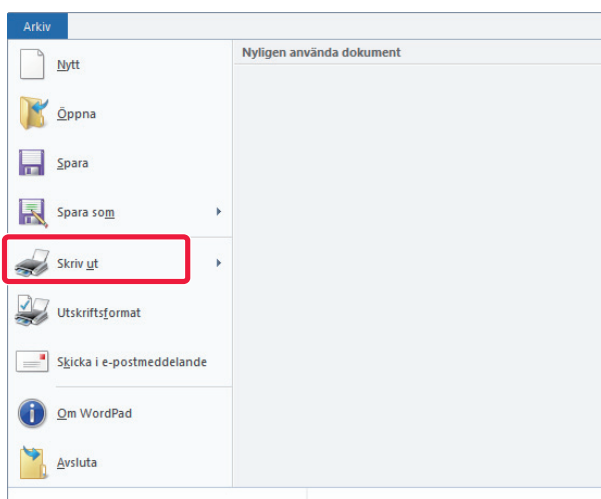 Arkiv
Nyligen använda dokument
Nytt
Öppna
Spara
Spara som
Skriv ut
Utskriftsformat
Skicka i e-postmeddelande
Om WordPad
Avsluta